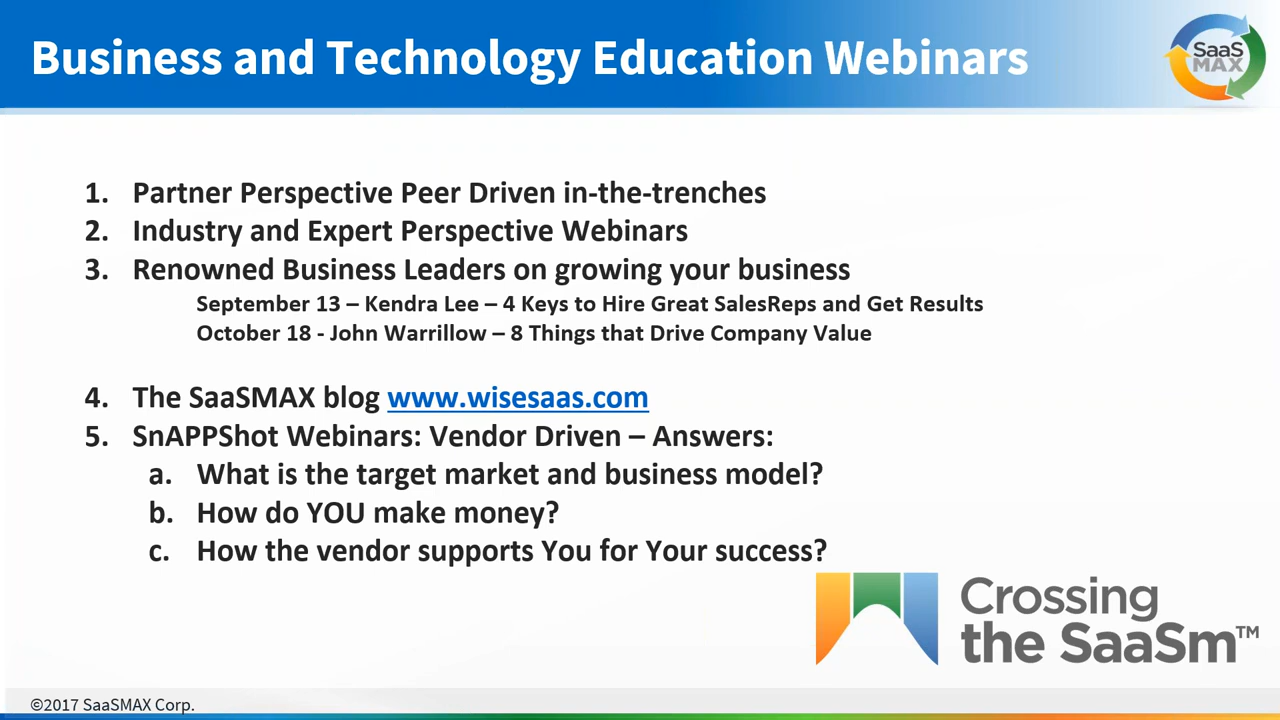 Business and Technology Education Webinars
SaaS
MAX
1. Partner Perspective Peer Driven in-the-trenches
2. Industry and Expert Perspective Webinars
3. Renowned Business Leaders on growing your business
September 13 – Kendra Lee – 4 Keys to Hire Great SalesReps and Get Results
October 18 - John Warrillow – 8 Things that Drive Company Value
4. The SaaSMAX blog www.wisesaas.com
5. SnAPPShot Webinars: Vendor Driven – Answers:
a. What is the target market and business model?
b. How do YOU make money?
c. How the vendor supports You for Your success?
Crossing
the SaaSm™
©2017 SaaSMAX Corp.